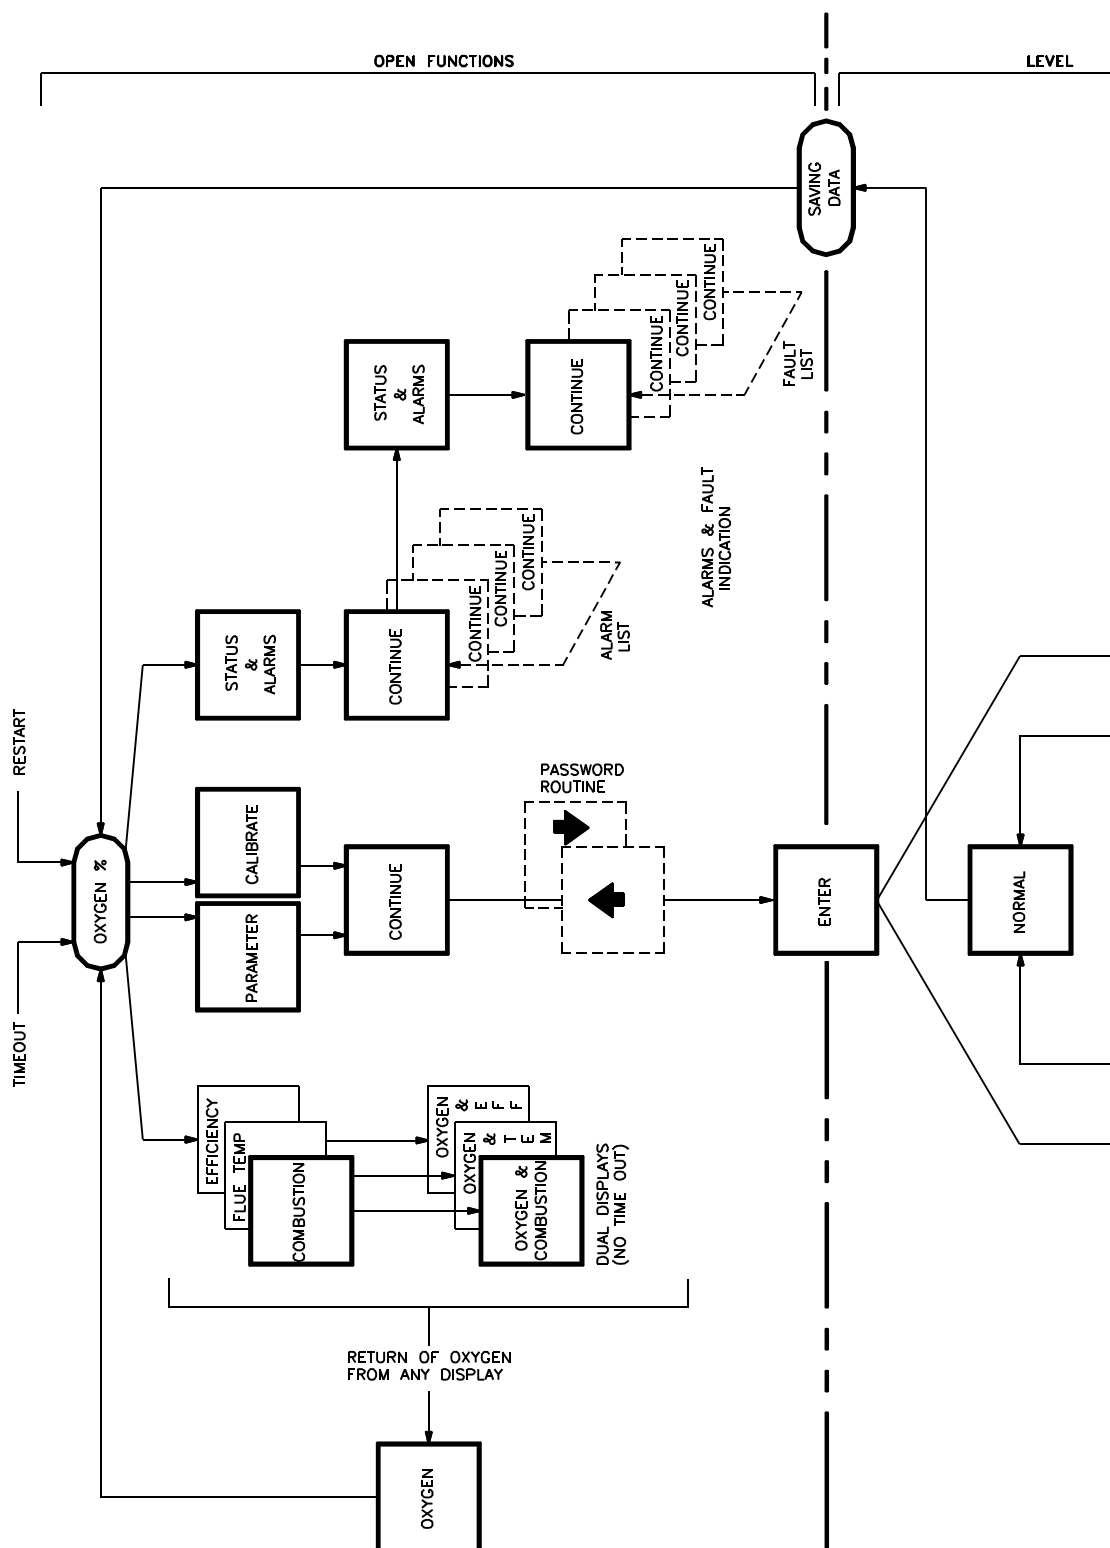 OPEN FUNCTIONS
LEVEL
SAVING
DATA
CONTINUE
CONTINUE
CONTINUE
CONTINUE
FAULT
LIST
STATUS
&
ALARMS
ALARMS & FAULT
INDICATION
CONTINUE
CONTINUE
CONTINUE
CONTINUE
ALARM
LIST
STATUS
&
ALARMS
RESTART
PASSWORD
ROUTINE
OXYGEN %
CALIBRATE
PARAMETER
CONTINUE
ENTER
NORMAL
TIMEOUT
EFFICIENCY
FLUE TEMP
COMBUSTION
OXYGEN
& EFF
OXYGEN
& TEM
OXYGEN &
COMBUSTION
DUAL DISPLAYS
(NO TIME OUT)
RETURN OF OXYGEN
FROM ANY DISPLAY
OXYGEN